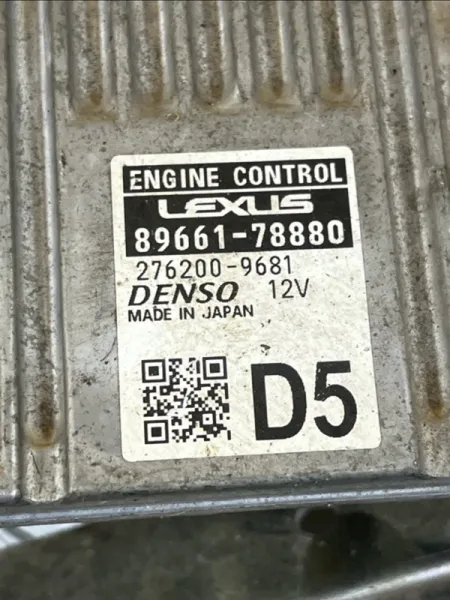 ENGINE CONTROL
LEXUS
89661-78880
276200-9681
DENSO 12V
MADE IN JAPAN
D5